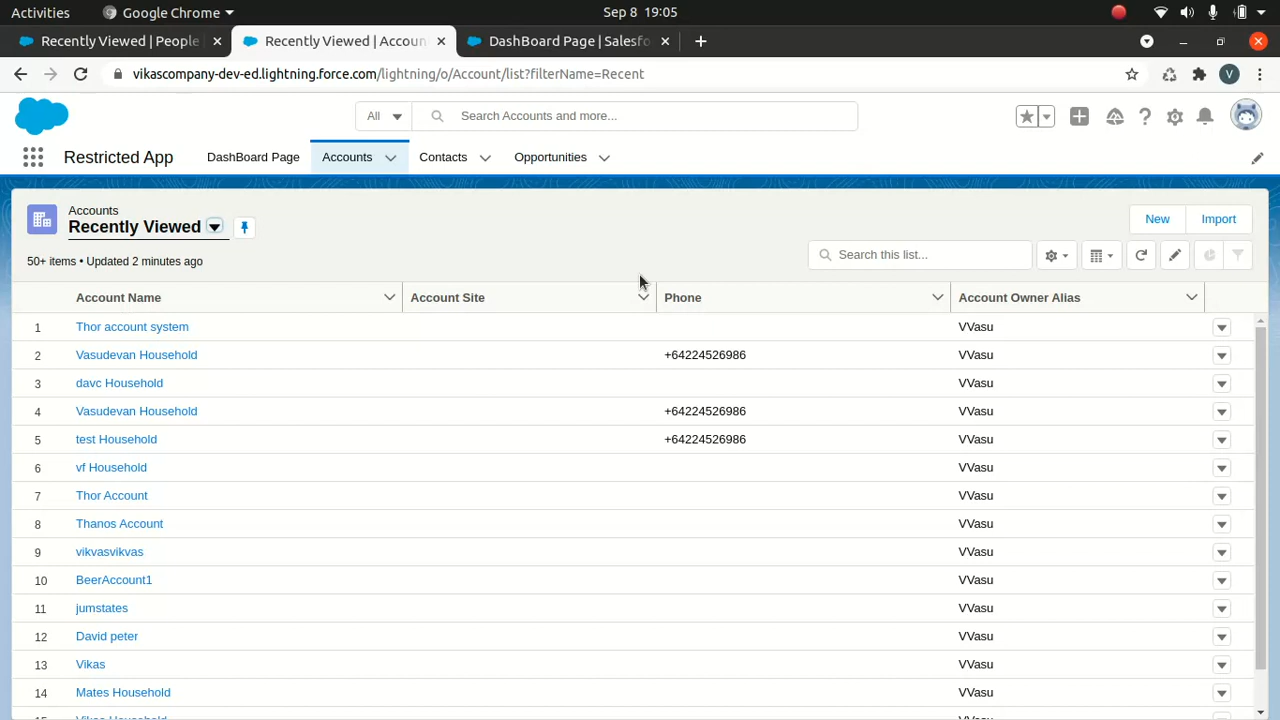 Activities
Google Chrome
Sep 8 19:05
Recently Viewed | People
Recently Viewed | Accoun
DashBoard Page | Salesfo
vikascompany-dev-ed.lightning.force.com/lightning/o/Account/list?filterName=Recent
V
All
Search Accounts and more...
Restricted App
DashBoard Page
Accounts
Contacts
Opportunities
Accounts
Recently Viewed
New
Import
50+ items • Updated 2 minutes ago
Search this list...
Account Name
Account Site
Phone
Account Owner Alias
1 Thor account system VVasu
2 Vasudevan Household +64224526986 VVasu
3 davc Household VVasu
4 Vasudevan Household +64224526986 VVasu
5 test Household +64224526986 VVasu
6 vf Household VVasu
7 Thor Account VVasu
8 Thanos Account VVasu
9 vikvasvikvas VVasu
10 BeerAccount1 VVasu
11 jumstates VVasu
12 David peter VVasu
13 Vikas VVasu
14 Mates Household VVasu